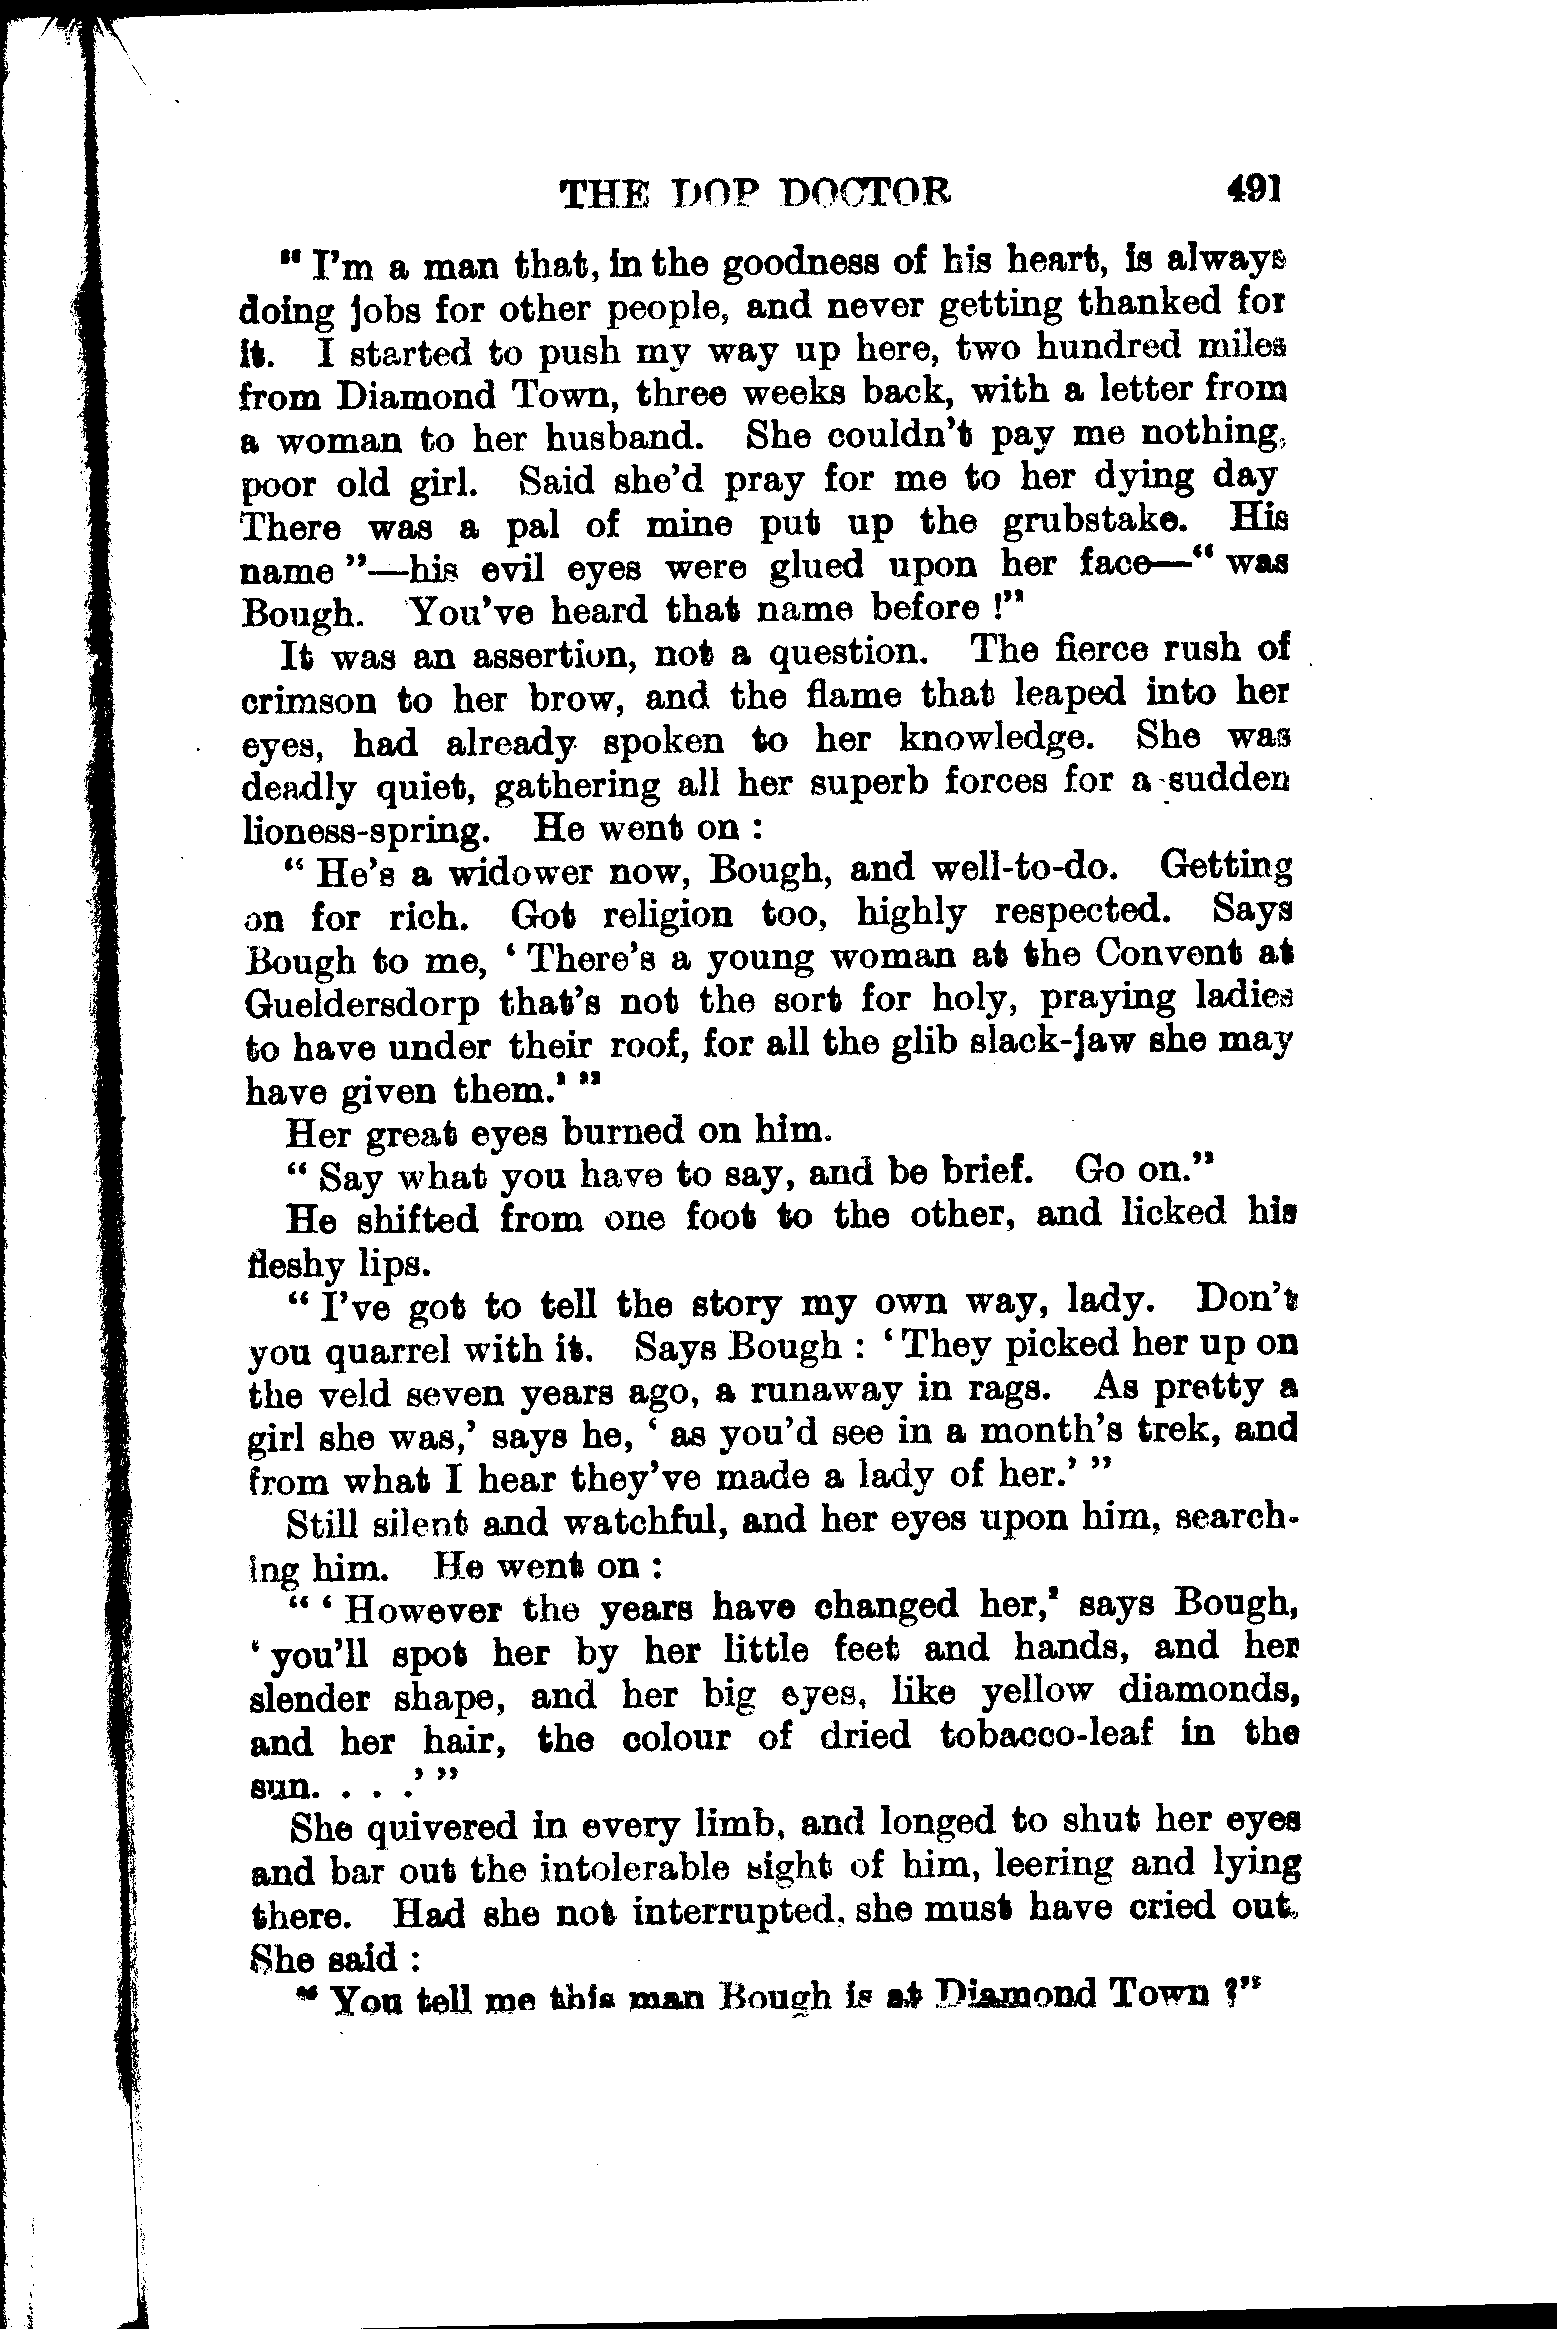 THE DOP DOCTOR 491
" I'm a man that, in the goodness of his heart, is always
doing jobs for other people, and never getting thanked for
it. I started to push my way up here, two hundred miles
from Diamond Town, three weeks back, with a letter from
a woman to her husband. She couldn't pay me nothing,
poor old girl. Said she'd pray for me to her dying day
There was a pal of mine put up the grubstake. His
name "—his evil eyes were glued upon her face—" was
Bough. You've heard that name before !"
It was an assertion, not a question. The fierce rush of
crimson to her brow, and the flame that leaped into her
eyes, had already spoken to her knowledge. She was
deadly quiet, gathering all her superb forces for a sudden
lioness-spring. He went on :
" He's a widower now, Bough, and well-to-do. Getting
on for rich. Got religion too, highly respected. Says
Bough to me, ' There's a young woman at the Convent at
Gueldersdorp that's not the sort for holy, praying ladies
to have under their roof, for all the glib slack-jaw she may
have given them.' "
Her great eyes burned on him.
" Say what you have to say, and be brief. Go on."
He shifted from one foot to the other, and licked his
fleshy lips.
" I've got to tell the story my own way, lady. Don't
you quarrel with it. Says Bough : ' They picked her up on
the veld seven years ago, a runaway in rags. As pretty a
girl she was,' says he, ' as you'd see in a month's trek, and
from what I hear they've made a lady of her.' "
Still silent and watchful, and her eyes upon him, search-
ing him. He went on :
" ' However the years have changed her,' says Bough,
' you'll spot her by her little feet and hands, and her
slender shape, and her big eyes, like yellow diamonds,
and her hair, the colour of dried tobacco-leaf in the
sun. . . .' "
She quivered in every limb, and longed to shut her eyes
and bar out the intolerable sight of him, leering and lying
there. Had she not interrupted, she must have cried out.
She said :
" You tell me this man Bough is at Diamond Town ?"